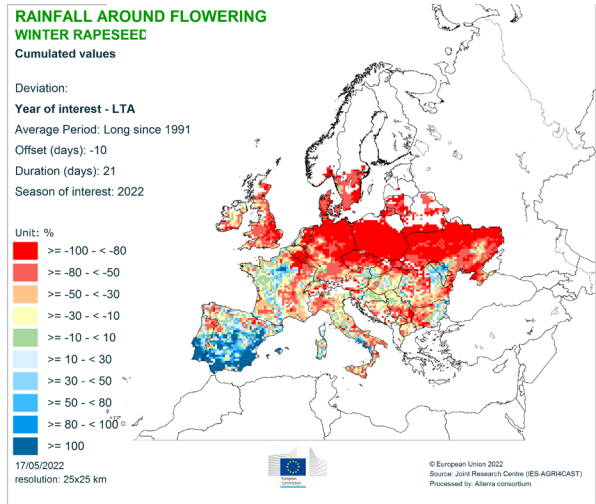 RAINFALL AROUND FLOWERING
WINTER RAPESEED
Cumulated values
Deviation:
Year of interest - LTA
Average Period: Long since 1991
Offset (days): -10
Duration (days): 21
Season of interest: 2022
Unit: %
>= -100 - < -80
>= -80 - < -50
>= -50 - < -30
>= -30 - < -10
>= -10 - < 10
>= 10 - < 30
>= 30 - < 50
>= 50 - < 80
>= 80 - < 100
>= 100
17/05/2022
resolution: 25x25 km
European
Commission
© European Union 2022
Source: Joint Research Centre (IES-AGRI4CAST)
Processed by: Alterra consortium